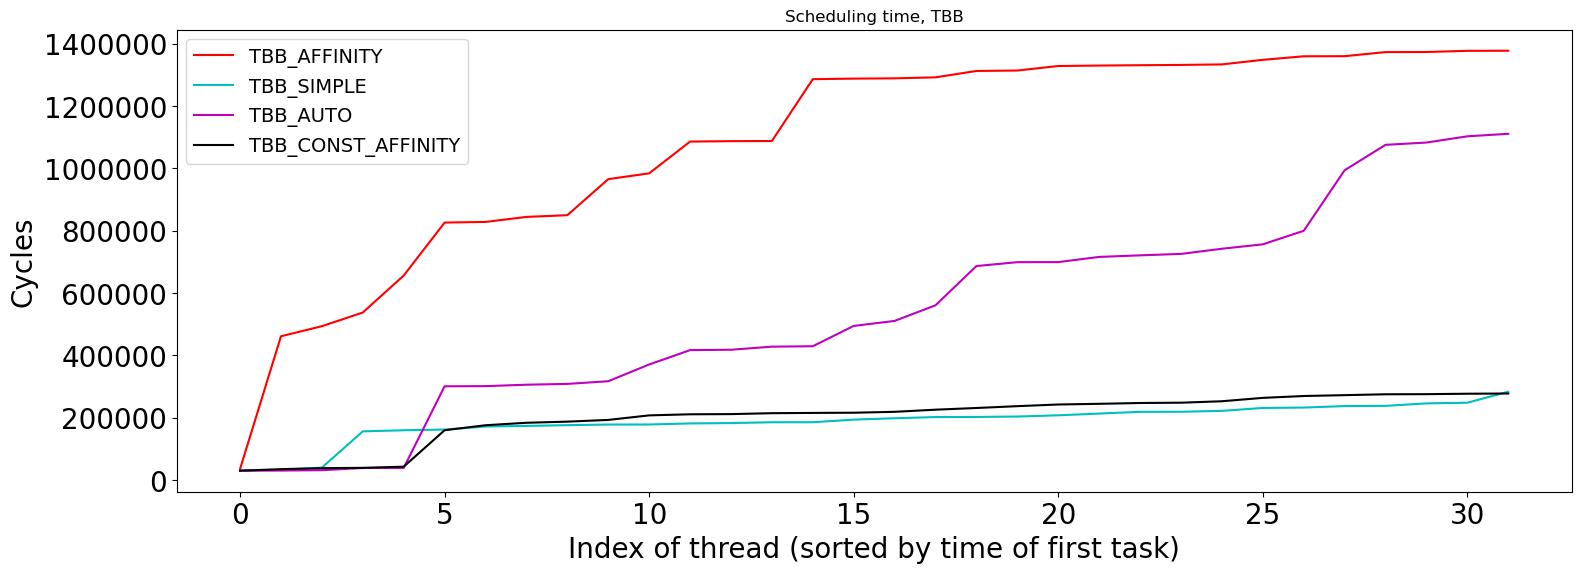 Scheduling time, TBB
1400000
1200000
1000000
800000
600000
400000
200000
0
Cycles
TBB_AFFINITY
TBB_SIMPLE
TBB_AUTO
TBB_CONST_AFFINITY
0 5 10 15 20 25 30
Index of thread (sorted by time of first task)